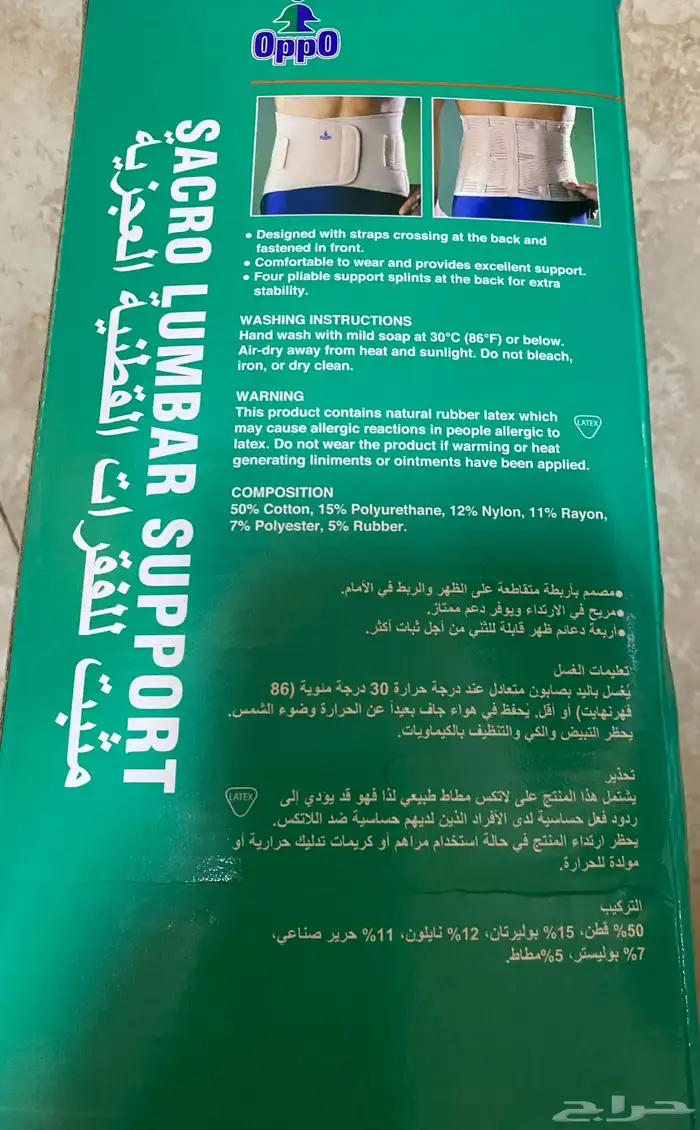 OppO
SACRO LUMBAR SUPPORT
مثبت للفقرات القطنية العجزية
• Designed with straps crossing at the back and
fastened in front.
• Comfortable to wear and provides excellent support.
• Four pliable support splints at the back for extra
stability.
WASHING INSTRUCTIONS
Hand wash with mild soap at 30°C (86°F) or below.
Air-dry away from heat and sunlight. Do not bleach,
iron, or dry clean.
WARNING
This product contains natural rubber latex which
may cause allergic reactions in people allergic to
latex. Do not wear the product if warming or heat
generating liniments or ointments have been applied.
LATEX
COMPOSITION
50% Cotton, 15% Polyurethane, 12% Nylon, 11% Rayon,
7% Polyester, 5% Rubber.
•مصمم بأربطة متقاطعة على الظهر والربط في الأمام.
•مريح في الارتداء ويوفر دعم ممتاز.
•أربعة دعائم ظهر قابلة للثني من أجل ثبات أكثر.
تعليمات الغسل
يُغسل باليد بصابون متعادل عند درجة حرارة 30 درجة مئوية (86
فهرنهايت) أو أقل. يُحفظ في هواء جاف بعيداً عن الحرارة وضوء الشمس.
يحظر التبيض والكي والتنظيف بالكيماويات.
تحذير
يشتمل هذا المنتج على لاتكس مطاط طبيعي لذا فهو قد يؤدي إلى
ردود فعل حساسية لدى الأفراد الذين لديهم حساسية ضد اللاتكس.
يحظر ارتداء المنتج في حالة استخدام مراهم أو كريمات تدليك حرارية أو
مولدة للحرارة.
LATEX
التركيب
50% قطن، 15% بوليرتان، 12% نايلون، 11% حرير صناعي،
7% بوليستر، 5%مطاط.
حراج